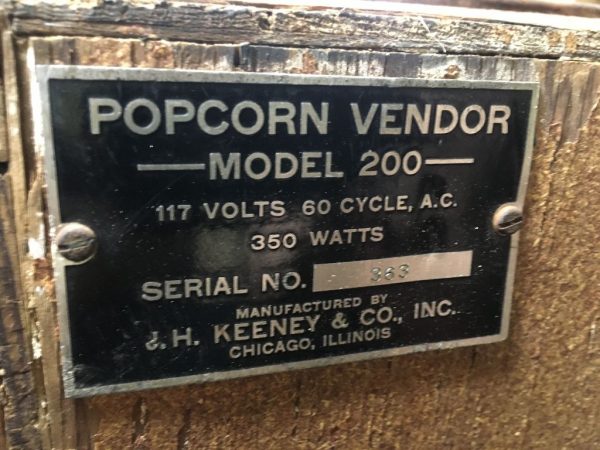 POPCORN VENDOR
MODEL 200
117 VOLTS 60 CYCLE, A.C.
350 WATTS
SERIAL NO. 363
MANUFACTURED BY
J. H. KEENEY & CO., INC.
CHICAGO, ILLINOIS